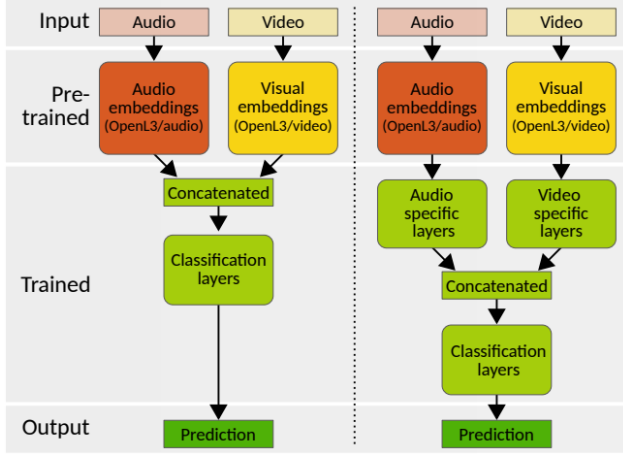 Input
Audio
Video
Audio
Video
Pre-
trained
Audio
embeddings
(OpenL3/audio)
Visual
embeddings
(OpenL3/video)
Audio
embeddings
(OpenL3/audio)
Visual
embeddings
(OpenL3/video)
Trained
Concatenated
Classification
layers
Audio
specific
layers
Video
specific
layers
Concatenated
Classification
layers
Output
Prediction
Prediction